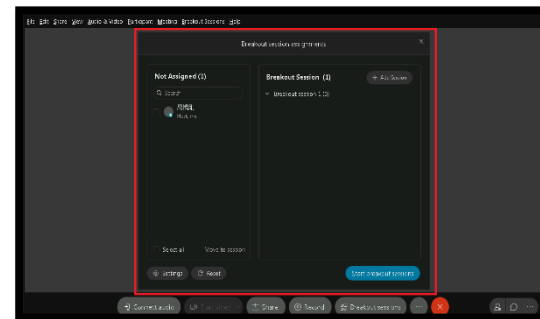 File Edit Share View Audio & Video Participant Meeting Breakout Sessions Help
Breakout session assignments
Not Assigned (1)
Search
Host, me
Select all
Move to session
Breakout Session (1)
+ Add Session
Breakout session 1 (0)
Settings
Reset
Start breakout sessions
Connect audio
Share
Record
Breakout sessions